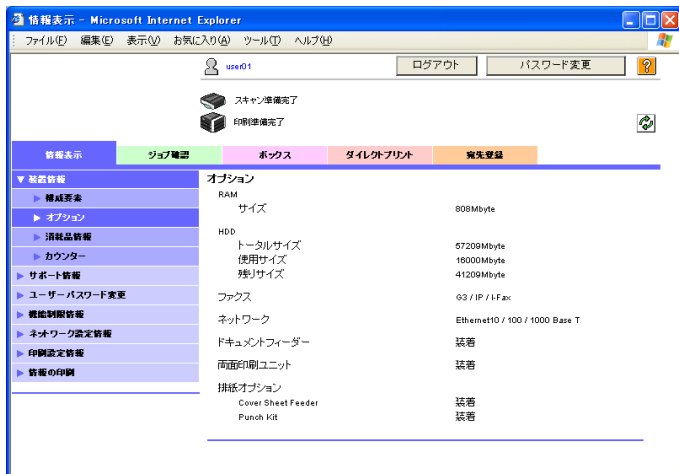 情報表示 - Microsoft Internet Explorer
ファイル(F) 編集(E) 表示(V) お気に入り(A) ツール(T) ヘルプ(H)
user01 ログアウト パスワード変更 ?
スキャン準備完了
印刷準備完了
情報表示 ジョブ確認 ボックス ダイレクトプリント 宛先登録
▼ 装置情報
▶ 構成要素
▶ オプション
▶ 消耗品情報
▶ カウンター
▶ サポート情報
▶ ユーザーパスワード変更
▶ 機能制限情報
▶ ネットワーク設定情報
▶ 印刷設定情報
▶ 情報の印刷
オプション
RAM
サイズ 808Mbyte
HDD
トータルサイズ 57209Mbyte
使用サイズ 16000Mbyte
残りサイズ 41209Mbyte
ファクス G3 / IP / I-Fax
ネットワーク Ethernet10 / 100 / 1000 Base T
ドキュメントフィーダー 装着
両面印刷ユニット 装着
排紙オプション
Cover Sheet Feeder 装着
Punch Kit 装着